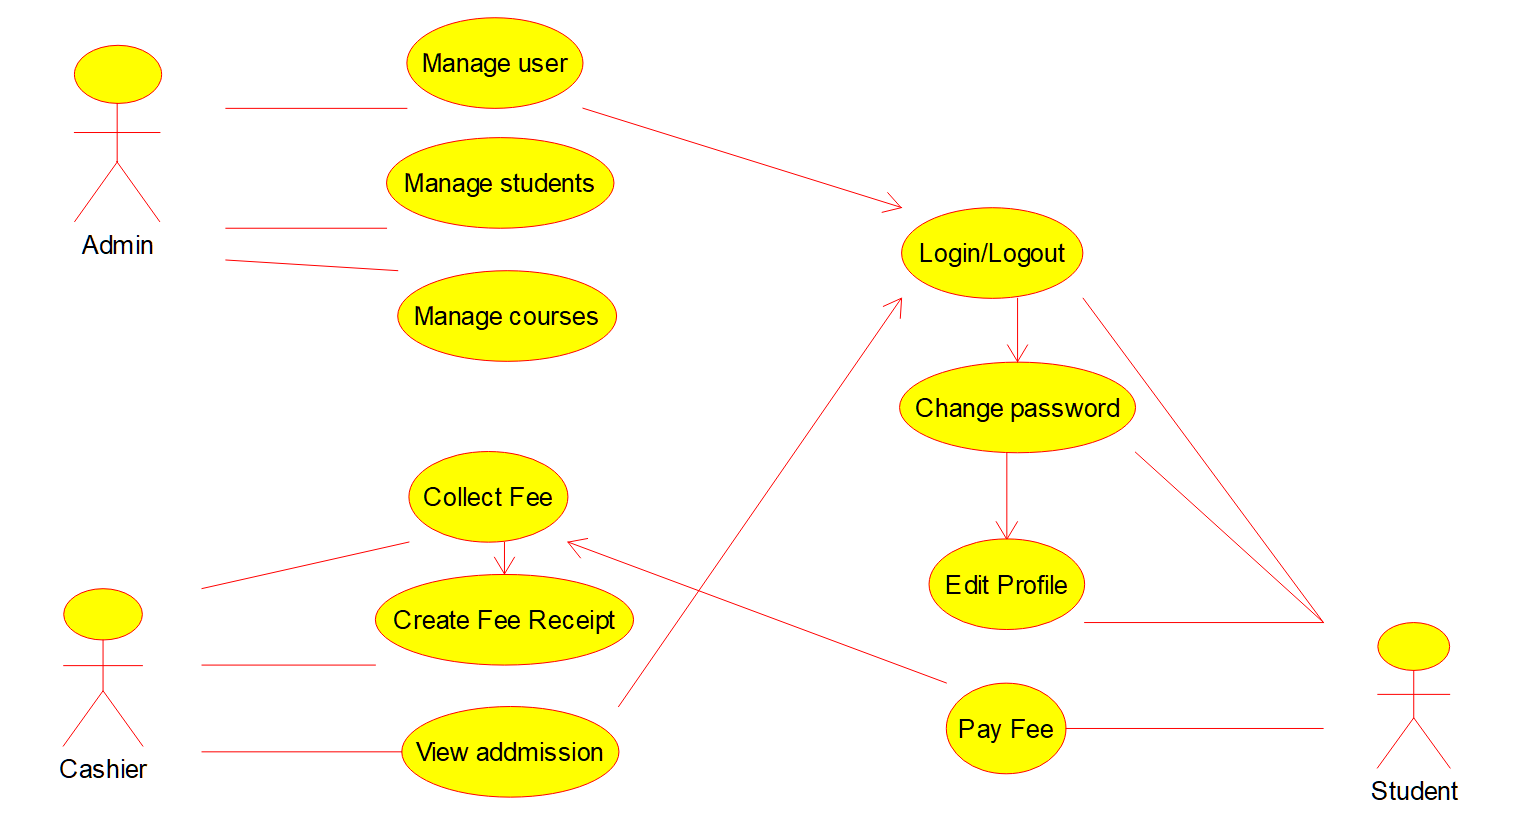 Manage user
Manage students
Admin
Login/Logout
Manage courses
Change password
Collect Fee
Edit Profile
Create Fee Receipt
Pay Fee
View addmission
Cashier
Student